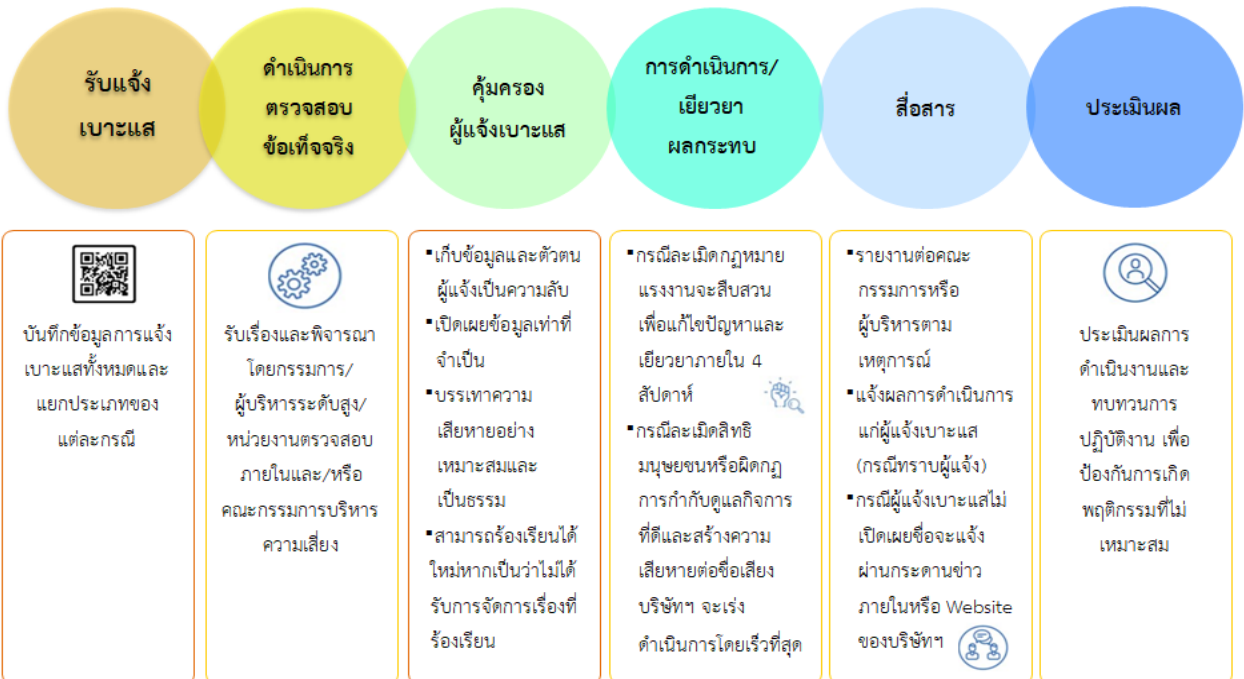 รับแจ้ง
เบาะแส
ดำเนินการ
ตรวจสอบ
ข้อเท็จจริง
คุ้มครอง
ผู้แจ้งเบาะแส
การดำเนินการ/
เยียวยา
ผลกระทบ
สื่อสาร
ประเมินผล
บันทึกข้อมูลการแจ้ง
เบาะแสทั้งหมดและ
แยกประเภทของ
แต่ละกรณี
รับเรื่องและพิจารณา
โดยกรรมการ/
ผู้บริหารระดับสูง/
หน่วยงานตรวจสอบ
ภายในและ/หรือ
คณะกรรมการบริหาร
ความเสี่ยง
▪เก็บข้อมูลและตัวตน
ผู้แจ้งเป็นความลับ
▪เปิดเผยข้อมูลเท่าที่
จำเป็น
▪บรรเทาความ
เสียหายอย่าง
เหมาะสมและ
เป็นธรรม
▪สามารถร้องเรียนได้
ใหม่หากเป็นว่าไม่ได้
รับการจัดการเรื่องที่
ร้องเรียน
▪กรณีละเมิดกฎหมาย
แรงงานจะสืบสวน
เพื่อแก้ไขปัญหาและ
เยียวยาภายใน 4
สัปดาห์
▪กรณีละเมิดสิทธิ
มนุษยชนหรือผิดกฎ
การกำกับดูแลกิจการ
ที่ดีและสร้างความ
เสียหายต่อชื่อเสียง
บริษัทฯ จะเร่ง
ดำเนินการโดยเร็วที่สุด
▪รายงานต่อคณะ
กรรมการหรือ
ผู้บริหารตาม
เหตุการณ์
▪แจ้งผลการดำเนินการ
แก่ผู้แจ้งเบาะแส
(กรณีทราบผู้แจ้ง)
▪กรณีผู้แจ้งเบาะแสไม่
เปิดเผยชื่อจะแจ้ง
ผ่านกระดานข่าว
ภายในหรือ Website
ของบริษัทฯ
ประเมินผลการ
ดำเนินงานและ
ทบทวนการ
ปฏิบัติงาน เพื่อ
ป้องกันการเกิด
พฤติกรรมที่ไม่
เหมาะสม